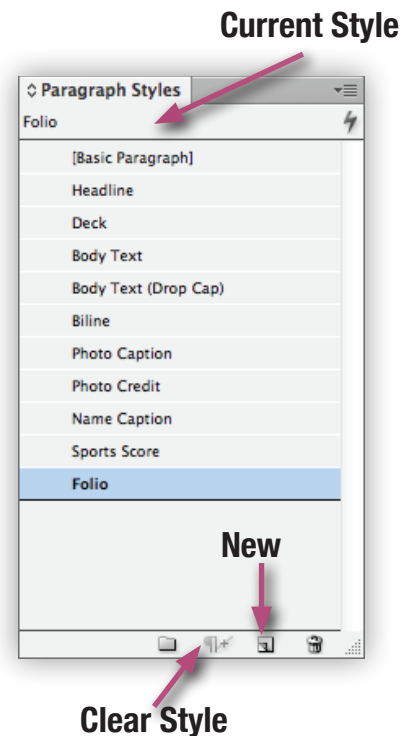 Current Style
Paragraph Styles
Folio
[Basic Paragraph]
Headline
Deck
Body Text
Body Text (Drop Cap)
Biline
Photo Caption
Photo Credit
Name Caption
Sports Score
Folio
New
Clear Style